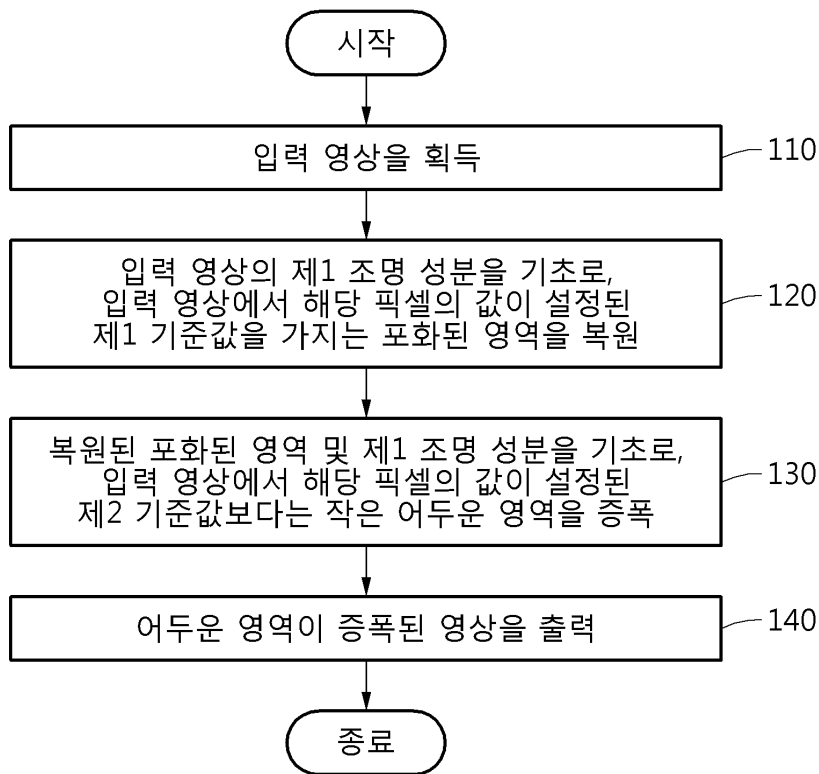 시작
입력 영상을 획득
110
입력 영상의 제1 조명 성분을 기초로,
입력 영상에서 해당 픽셀의 값이 설정된
제1 기준값을 가지는 포화된 영역을 복원
120
복원된 포화된 영역 및 제1 조명 성분을 기초로,
입력 영상에서 해당 픽셀의 값이 설정된
제2 기준값보다는 작은 어두운 영역을 증폭
130
어두운 영역이 증폭된 영상을 출력
140
종료